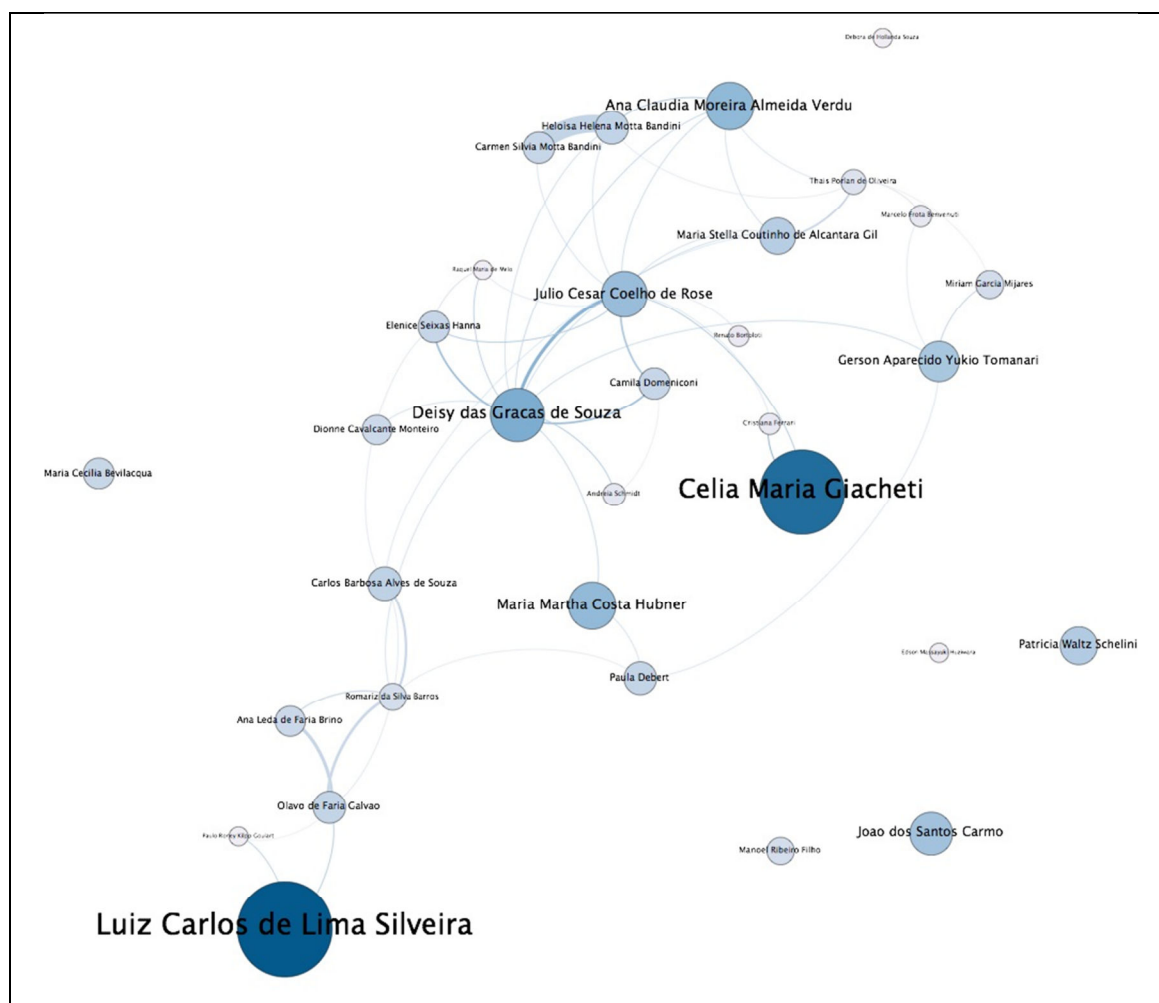 Debora de Hollanda Souza
Ana Claudia Moreira Almeida Verdu
Heloisa Helena Motta Bandini
Carmen Silvia Motta Bandini
Thais Porlan de Oliveira
Marcelo Frota Benvenuti
Maria Stella Coutinho de Alcantara Gil
Raquel Maria de Melo
Miriam Garcia Mijares
Julio Cesar Coelho de Rose
Elenice Seixas Hanna
Renato Bortoloti
Gerson Aparecido Yukio Tomanari
Camila Domeniconi
Deisy das Gracas de Souza
Cristiana Ferrari
Dionne Cavalcante Monteiro
Maria Cecilia Bevilacqua
Celia Maria Giacheti
Andreia Schmidt
Carlos Barbosa Alves de Souza
Maria Martha Costa Hubner
Patricia Waltz Schelini
Edson Massayuki Huziwara
Paula Debert
Romariz da Silva Barros
Ana Leda de Faria Brino
Olavo de Faria Galvao
Joao dos Santos Carmo
Paulo Roney Kilpp Goulart
Manoel Ribeiro Filho
Luiz Carlos de Lima Silveira